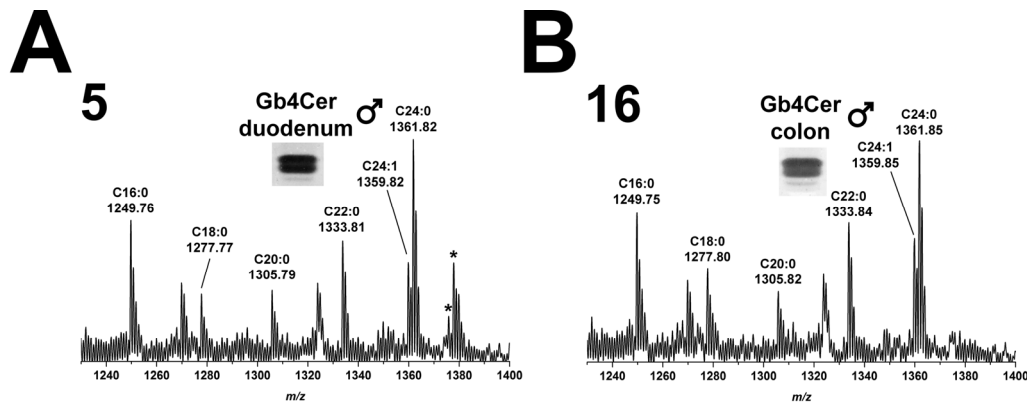 A
5
Gb4Cer
duodenum ♂
C16:0
1249.76
C18:0
1277.77
C20:0
1305.79
C22:0
1333.81
C24:1
1359.82
C24:0
1361.82
*
*
1240 1260 1280 1300 1320 1340 1360 1380 1400
m/z
B
16
Gb4Cer
colon ♂
C16:0
1249.75
C18:0
1277.80
C20:0
1305.82
C22:0
1333.84
C24:1
1359.85
C24:0
1361.85
1240 1260 1280 1300 1320 1340 1360 1380 1400
m/z